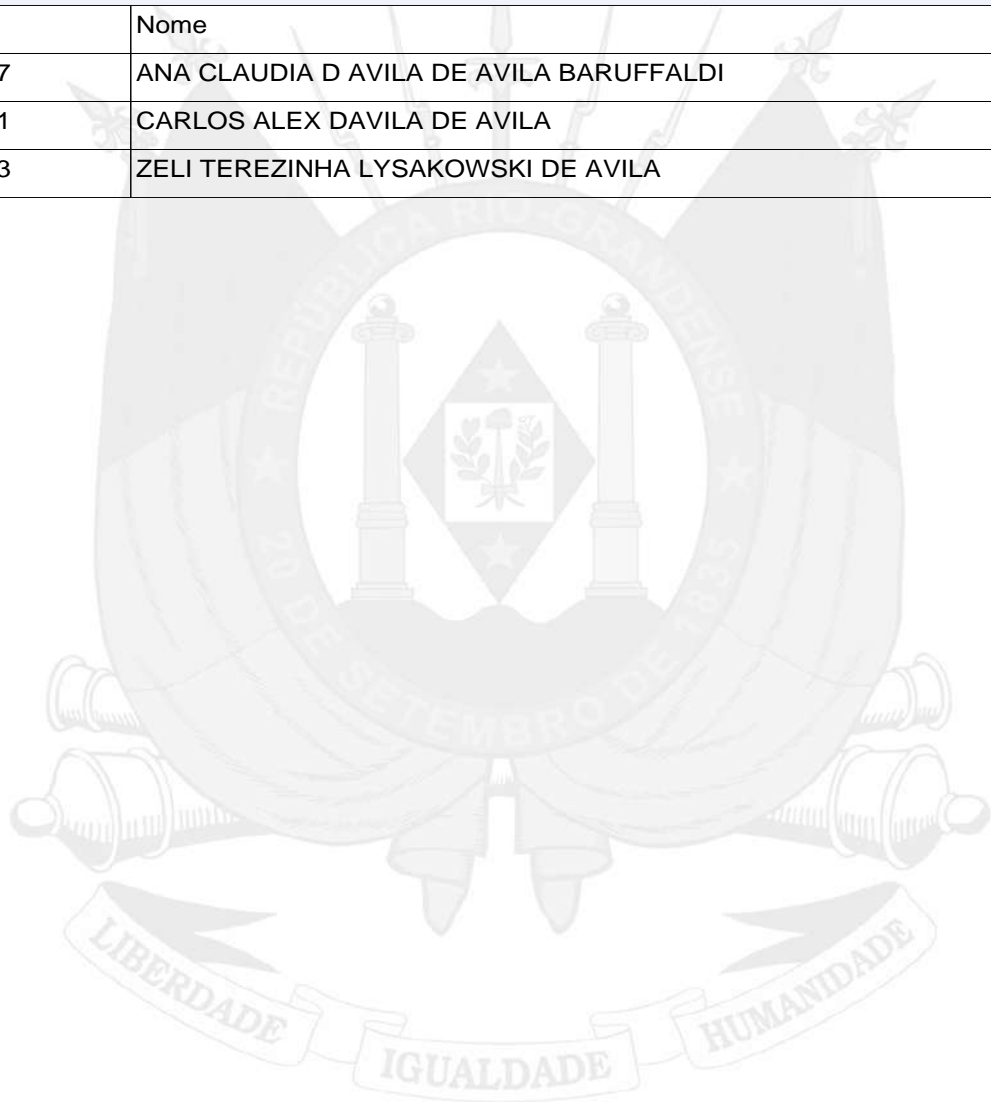 Nome
7 ANA CLAUDIA D AVILA DE AVILA BARUFFALDI
1 CARLOS ALEX DAVILA DE AVILA
3 ZELI TEREZINHA LYSAKOWSKI DE AVILA
REPÚBLICA RIO-GRANDENSE
20 DE SETEMBRO DE 1835
LIBERDADE IGUALDADE HUMANIDADE